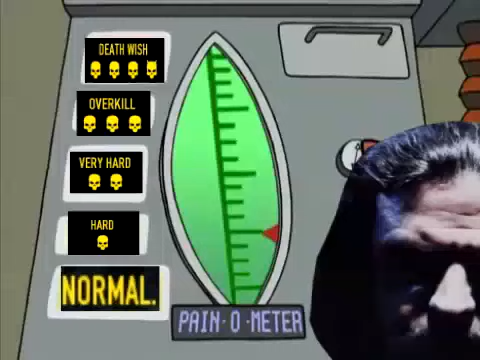 DEATH WISH
OVERKILL
VERY HARD
HARD
NORMAL.
PAIN·O·METER